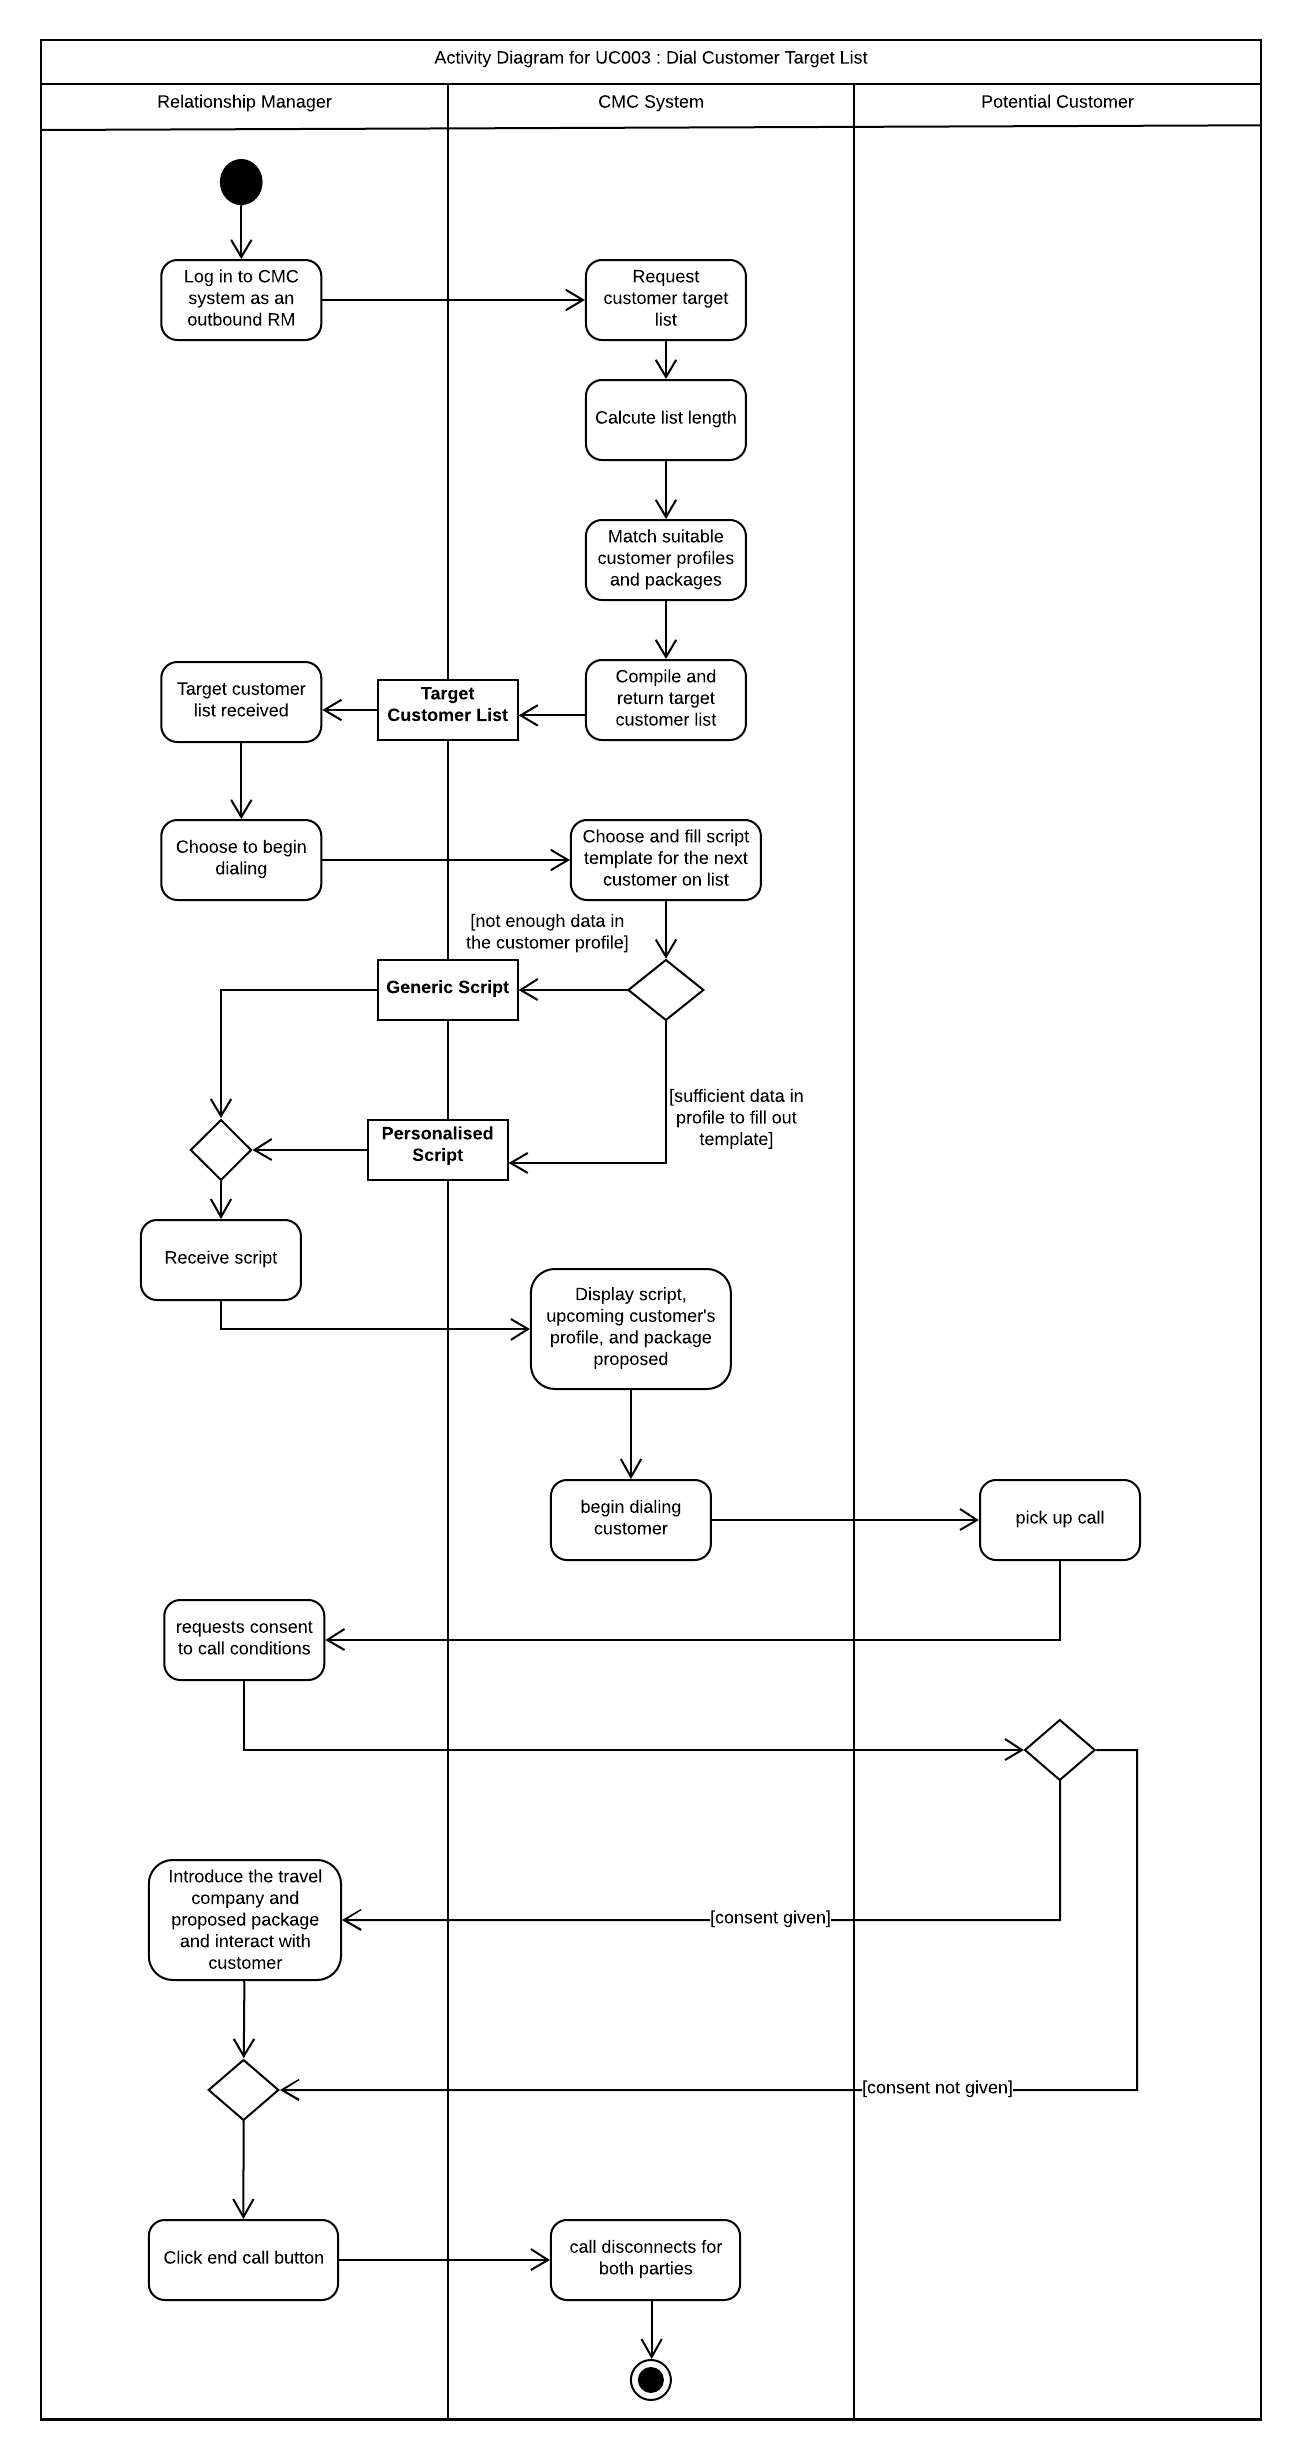 Activity Diagram for UC003 : Dial Customer Target List
Relationship Manager
CMC System
Potential Customer
Log in to CMC
system as an
outbound RM
Request
customer target
list
Calcute list length
Match suitable
customer profiles
and packages
Compile and
return target
customer list
Target
Customer List
Target customer
list received
Choose to begin
dialing
Choose and fill script
template for the next
customer on list
[not enough data in
the customer profile]
Generic Script
[sufficient data in
profile to fill out
template]
Personalised
Script
Receive script
Display script,
upcoming customer's
profile, and package
proposed
begin dialing
customer
pick up call
requests consent
to call conditions
Introduce the travel
company and
proposed package
and interact with
customer
[consent given]
[consent not given]
Click end call button
call disconnects for
both parties